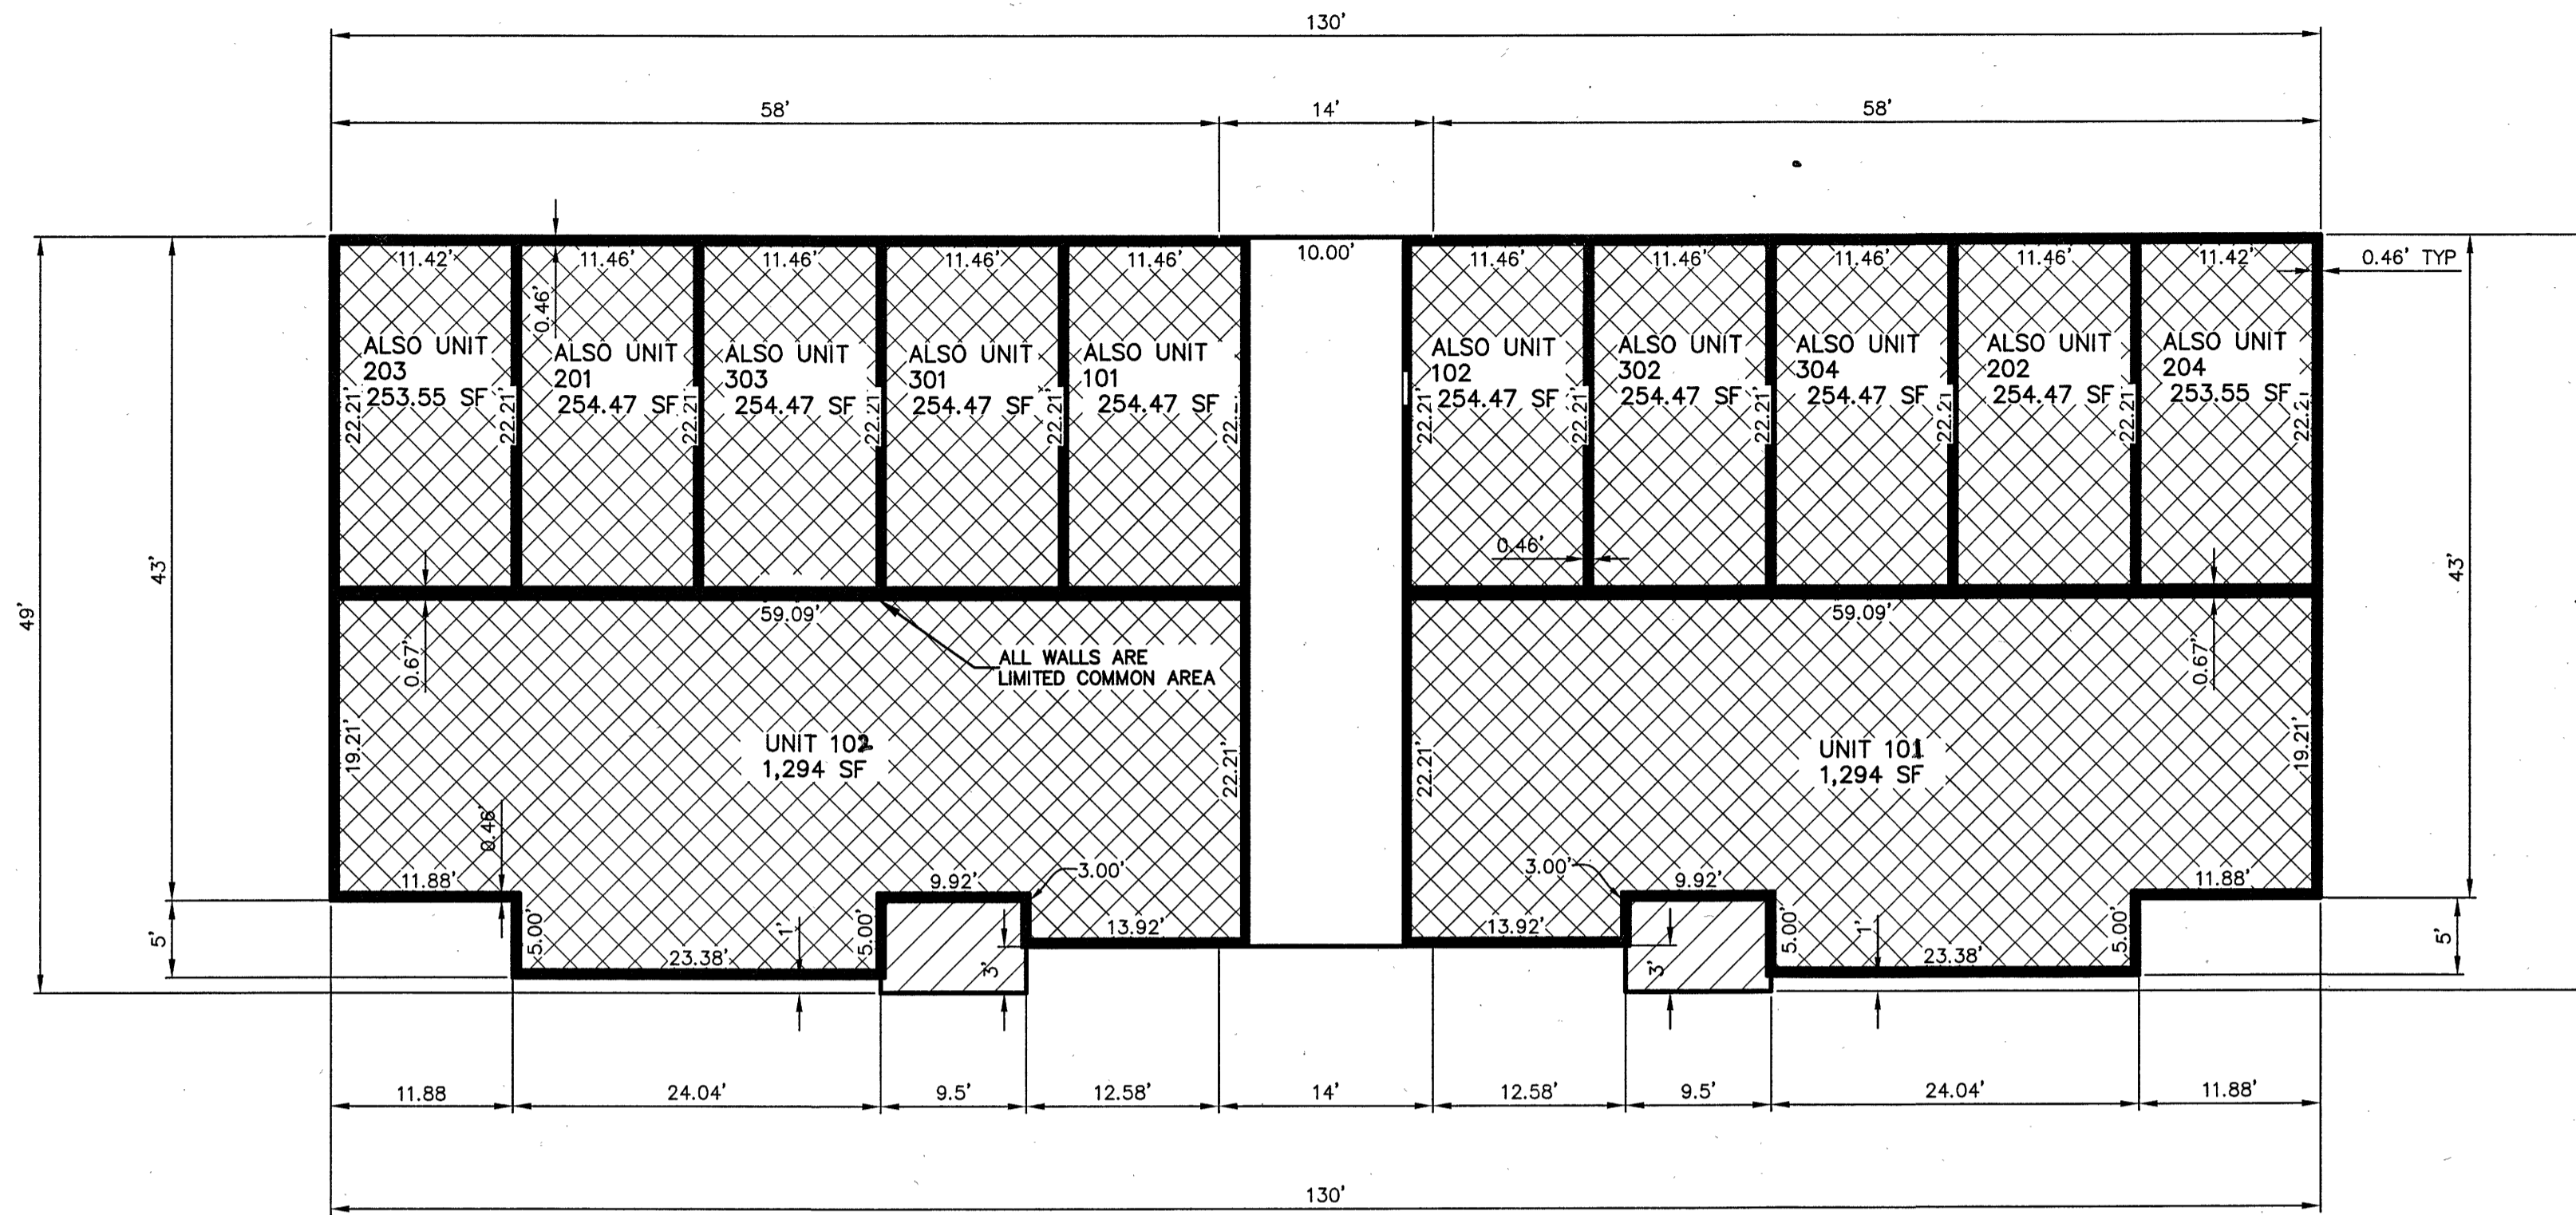 130'
58'
14'
58'
11.42'
11.46'
11.46'
11.46'
11.46'
10.00'
11.46'
11.46'
11.46'
11.46'
11.42'
0.46' TYP
0.46'
ALSO UNIT
203
253.55 SF
ALSO UNIT
201
254.47 SF
ALSO UNIT
303
254.47 SF
ALSO UNIT
301
254.47 SF
ALSO UNIT
101
254.47 SF
ALSO UNIT
102
254.47 SF
ALSO UNIT
302
254.47 SF
ALSO UNIT
304
254.47 SF
ALSO UNIT
202
254.47 SF
ALSO UNIT
204
253.55 SF
22.21'
22.21'
22.21'
22.21'
22.21'
22.21'
22.21'
22.21'
22.21'
22.21'
22.21'
49'
43'
43'
0.46'
59.09'
59.09'
0.67"
0.67"
ALL WALLS ARE
LIMITED COMMON AREA
19.21'
UNIT 102
1,294 SF
22.21'
22.21'
UNIT 101
1,294 SF
19.21'
0.46'
11.88'
9.92'
3.00'
3.00'
9.92'
11.88'
5'
5.00'
23.38'
1'
5.00'
3'
13.92'
13.92'
3'
5.00'
1'
23.38'
5.00'
5'
11.88
24.04'
9.5'
12.58'
14'
12.58'
9.5'
24.04'
11.88'
130'